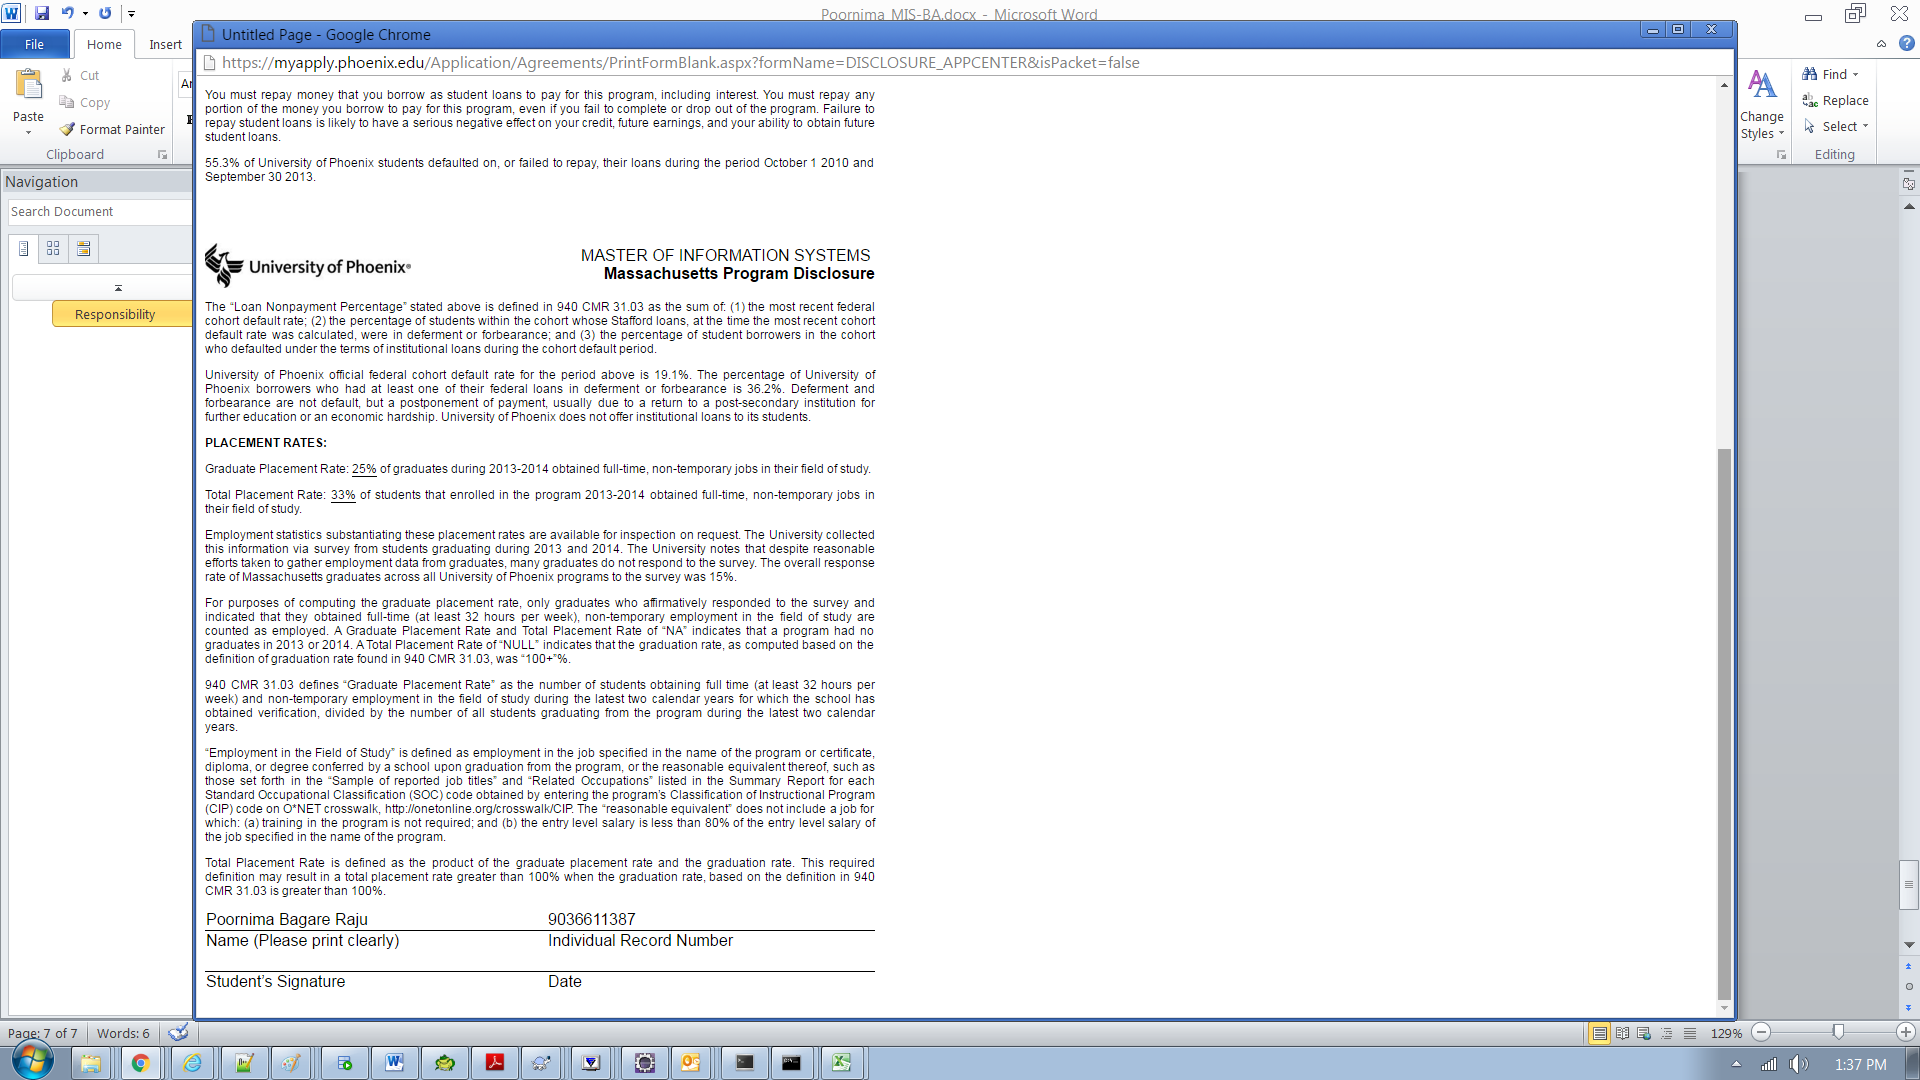 Poornima MIS-BA.docx - Microsoft Word
Untitled Page - Google Chrome
File
Home
Insert
https://myapply.phoenix.edu/Application/Agreements/PrintFormBlank.aspx?formName=DISCLOSURE_APPCENTER&isPacket=false
Paste
Cut
Copy
Format Painter
Clipboard
Change
Styles
Find
Replace
Select
Editing
Navigation
Search Document
Responsibility
You must repay money that you borrow as student loans to pay for this program, including interest. You must repay any
portion of the money you borrow to pay for this program, even if you fail to complete or drop out of the program. Failure to
repay student loans is likely to have a serious negative effect on your credit, future earnings, and your ability to obtain future
student loans.
55.3% of University of Phoenix students defaulted on, or failed to repay, their loans during the period October 1 2010 and
September 30 2013.
University of Phoenix®
MASTER OF INFORMATION SYSTEMS
Massachusetts Program Disclosure
The “Loan Nonpayment Percentage” stated above is defined in 940 CMR 31.03 as the sum of: (1) the most recent federal
cohort default rate; (2) the percentage of students within the cohort whose Stafford loans, at the time the most recent cohort
default rate was calculated, were in deferment or forbearance; and (3) the percentage of student borrowers in the cohort
who defaulted under the terms of institutional loans during the cohort default period.
University of Phoenix official federal cohort default rate for the period above is 19.1%. The percentage of University of
Phoenix borrowers who had at least one of their federal loans in deferment or forbearance is 36.2%. Deferment and
forbearance are not default, but a postponement of payment, usually due to a return to a post-secondary institution for
further education or an economic hardship. University of Phoenix does not offer institutional loans to its students.
PLACEMENT RATES:
Graduate Placement Rate: 25% of graduates during 2013-2014 obtained full-time, non-temporary jobs in their field of study.
Total Placement Rate: 33% of students that enrolled in the program 2013-2014 obtained full-time, non-temporary jobs in
their field of study.
Employment statistics substantiating these placement rates are available for inspection on request. The University collected
this information via survey from students graduating during 2013 and 2014. The University notes that despite reasonable
efforts taken to gather employment data from graduates, many graduates do not respond to the survey. The overall response
rate of Massachusetts graduates across all University of Phoenix programs to the survey was 15%.
For purposes of computing the graduate placement rate, only graduates who affirmatively responded to the survey and
indicated that they obtained full-time (at least 32 hours per week), non-temporary employment in the field of study are
counted as employed. A Graduate Placement Rate and Total Placement Rate of “NA” indicates that a program had no
graduates in 2013 or 2014. A Total Placement Rate of “NULL” indicates that the graduation rate, as computed based on the
definition of graduation rate found in 940 CMR 31.03, was “100+”%.
940 CMR 31.03 defines “Graduate Placement Rate” as the number of students obtaining full time (at least 32 hours per
week) and non-temporary employment in the field of study during the latest two calendar years for which the school has
obtained verification, divided by the number of all students graduating from the program during the latest two calendar
years.
“Employment in the Field of Study” is defined as employment in the job specified in the name of the program or certificate,
diploma, or degree conferred by a school upon graduation from the program, or the reasonable equivalent thereof, such as
those set forth in the “Sample of reported job titles” and “Related Occupations” listed in the Summary Report for each
Standard Occupational Classification (SOC) code obtained by entering the program’s Classification of Instructional Program
(CIP) code on O*NET crosswalk, http://onetonline.org/crosswalk/CIP. The “reasonable equivalent” does not include a job for
which: (a) training in the program is not required; and (b) the entry level salary is less than 80% of the entry level salary of
the job specified in the name of the program.
Total Placement Rate is defined as the product of the graduate placement rate and the graduation rate. This required
definition may result in a total placement rate greater than 100% when the graduation rate, based on the definition in 940
CMR 31.03 is greater than 100%.
Poornima Bagare Raju 9036611387
Name (Please print clearly) Individual Record Number
Student’s Signature Date
Page: 7 of 7
Words: 6
129%
1:37 PM